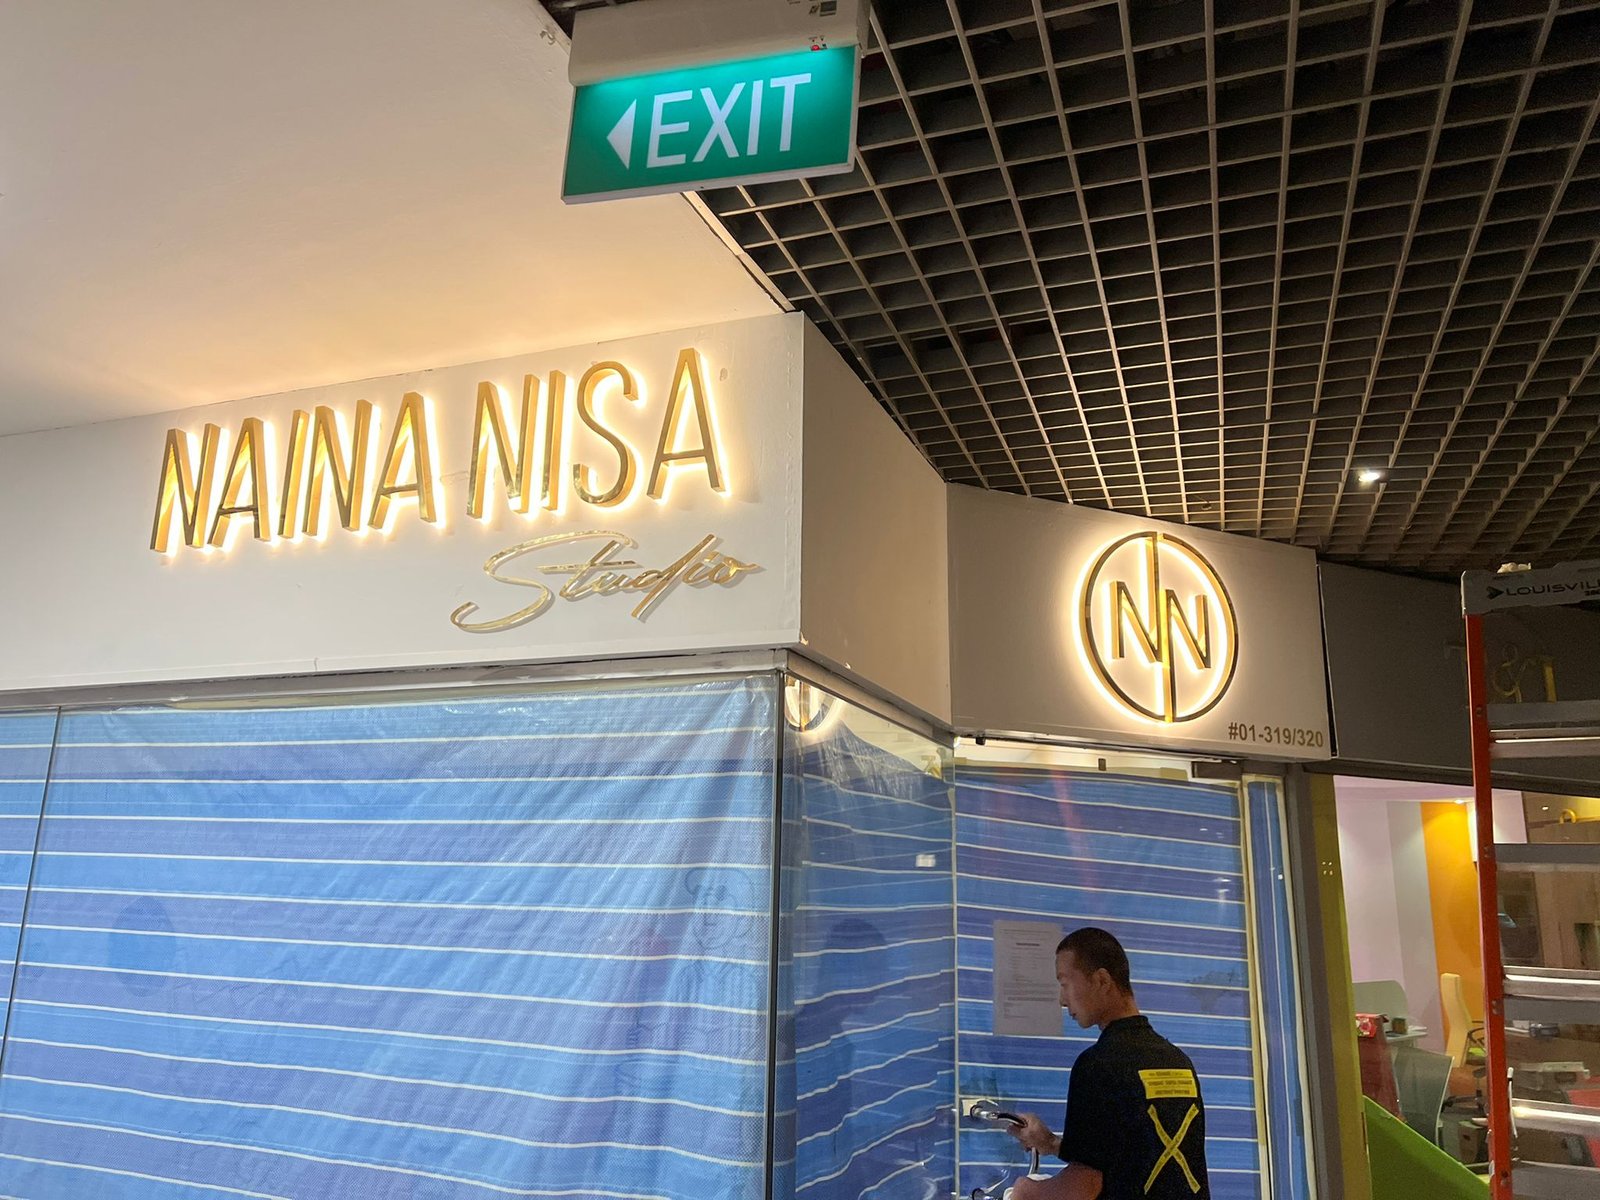 EXIT
NAINA NISA
Studio
NN
#01-319/320